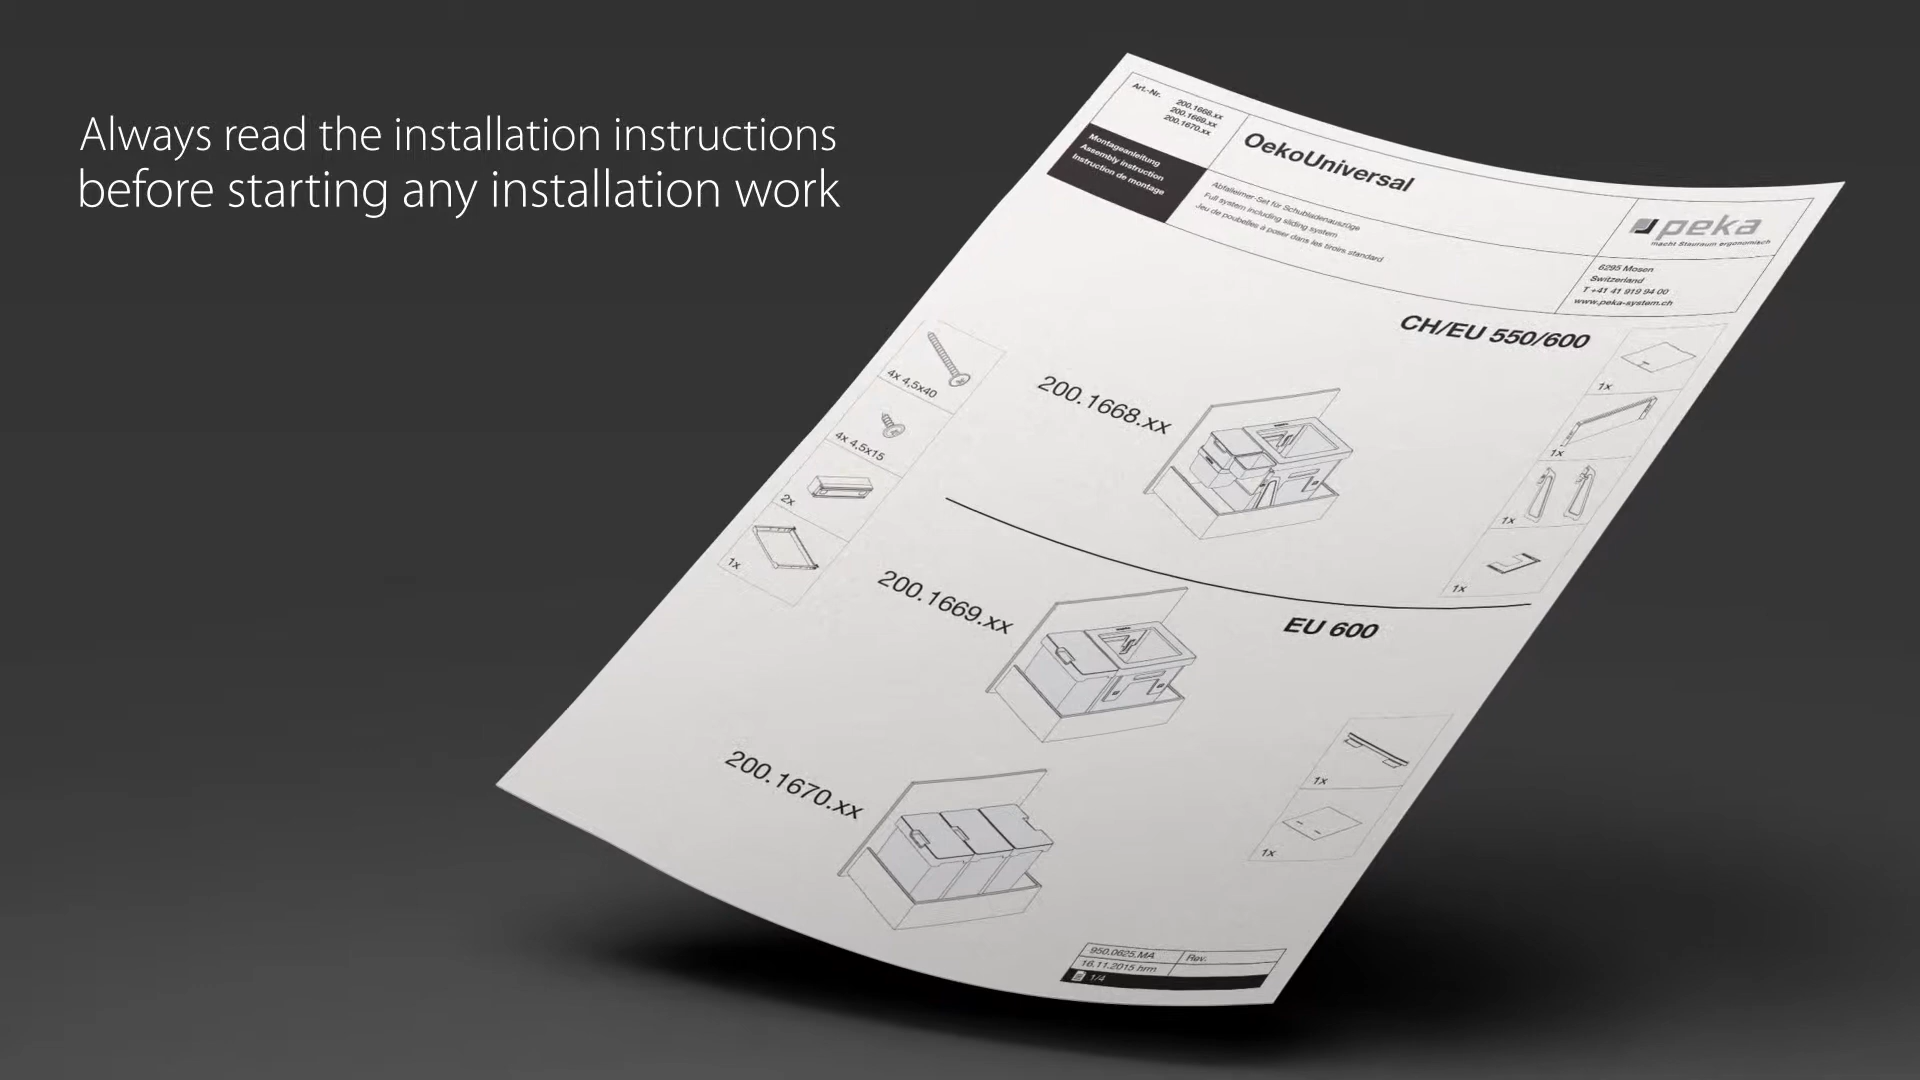 Always read the installation instructions
before starting any installation work
Art.-Nr.
200.1668.xx
200.1669.xx
200.1670.xx
OekoUniversal
Montageanleitung
Assembly instruction
Instruction de montage
Abfalleimer-Set für Schubladenauszüge
Full system including sliding system
Jeu de poubelles à poser dans les tiroirs standard
peka
macht Stauraum ergonomisch
6295 Mosen
Switzerland
T +41 41 919 94 00
www.peka-system.ch
CH/EU 550/600
4x 4,5x40
4x 4,5x15
2x
1x
200.1668.xx
1x
1x
1x
1x
200.1669.xx
EU 600
200.1670.xx
1x
1x
950.0625.MA
Rev.
16.11.2015 hrm
1/4